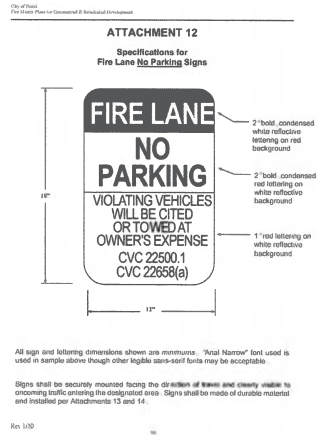 City of Perris
Fire Master Plans for Commercial & Residential Development
ATTACHMENT 12
Specifications for
Fire Lane No Parking Signs
FIRE LANE
NO
PARKING
VIOLATING VEHICLES
WILL BE CITED
OR TOWED AT
OWNER'S EXPENSE
CVC 22500.1
CVC 22658(a)
2" bold, condensed
white reflective
lettering on red
background
2" bold, condensed
red lettering on
white reflective
background
1" red lettering on
white reflective
background
18"
12"
All sign and lettering dimensions shown are minimums. "Arial Narrow" font used is
used in sample above though other legible sans-serif fonts may be acceptable
Signs shall be securely mounted facing the direction of travel and clearly visible to
oncoming traffic entering the designated area. Signs shall be made of durable material
and installed per Attachments 13 and 14.
Rev 1/10